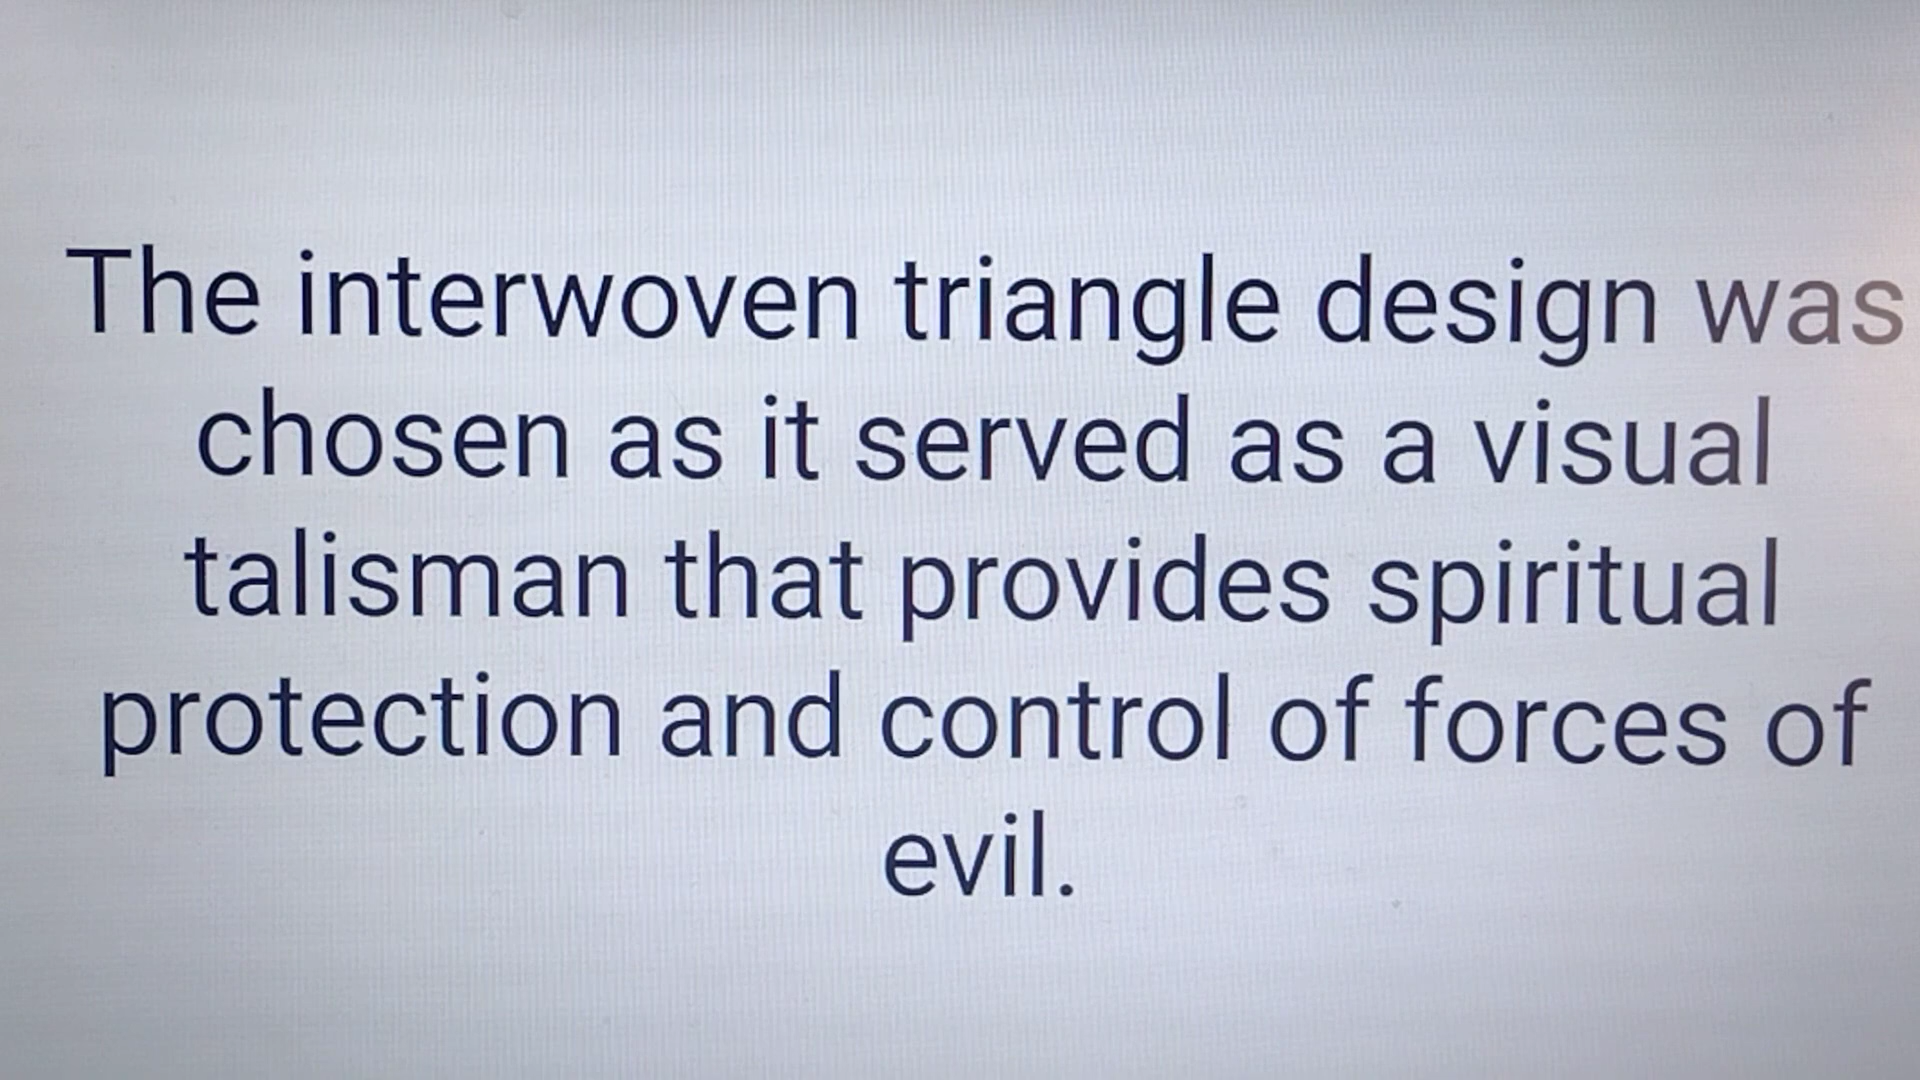 The interwoven triangle design was
chosen as it served as a visual
talisman that provides spiritual
protection and control of forces of
evil.